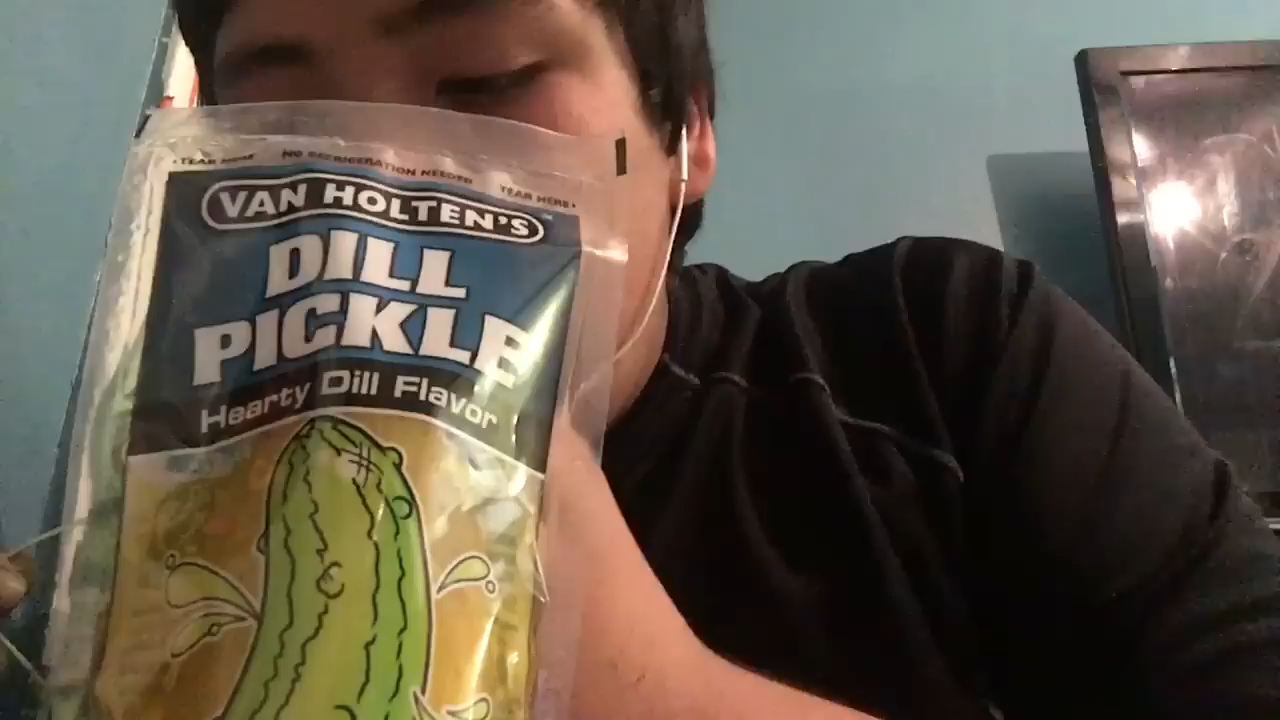 TEAR HERE NO REFRIGERATION NEEDED TEAR HERE
VAN HOLTEN'S
DILL
PICKLE
Hearty Dill Flavor